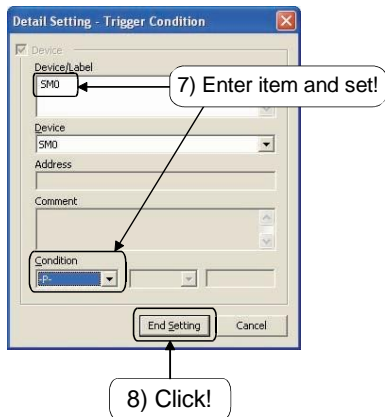 Detail Setting - Trigger Condition
Device
Device/Label
SM0
7) Enter item and set!
Device
SM0
Address
Comment
Condition
-P-
End Setting
Cancel
8) Click!